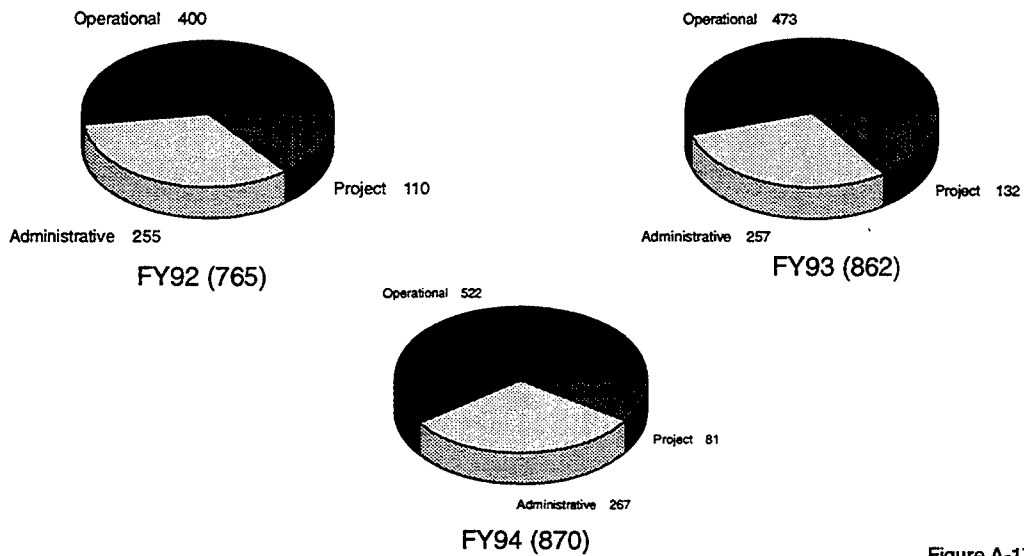 Operational 400
Project 110
Administrative 255
FY92 (765)
Operational 473
Project 132
Administrative 257
FY93 (862)
Operational 522
Project 81
Administrative 267
FY94 (870)